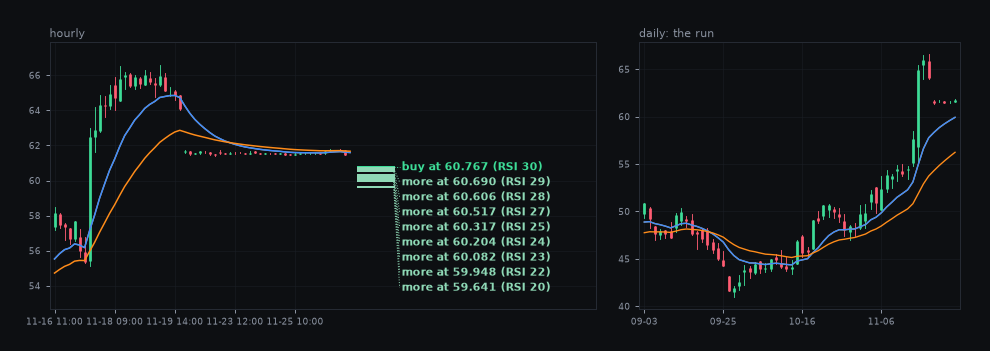 hourly
66
64
62
60
58
56
54
11-16 11:00 11-18 09:00 11-19 14:00 11-23 12:00 11-25 10:00
buy at 60.767 (RSI 30)
more at 60.690 (RSI 29)
more at 60.606 (RSI 28)
more at 60.517 (RSI 27)
more at 60.317 (RSI 25)
more at 60.204 (RSI 24)
more at 60.082 (RSI 23)
more at 59.948 (RSI 22)
more at 59.641 (RSI 20)
daily: the run
65
60
55
50
45
40
09-03 09-25 10-16 11-06